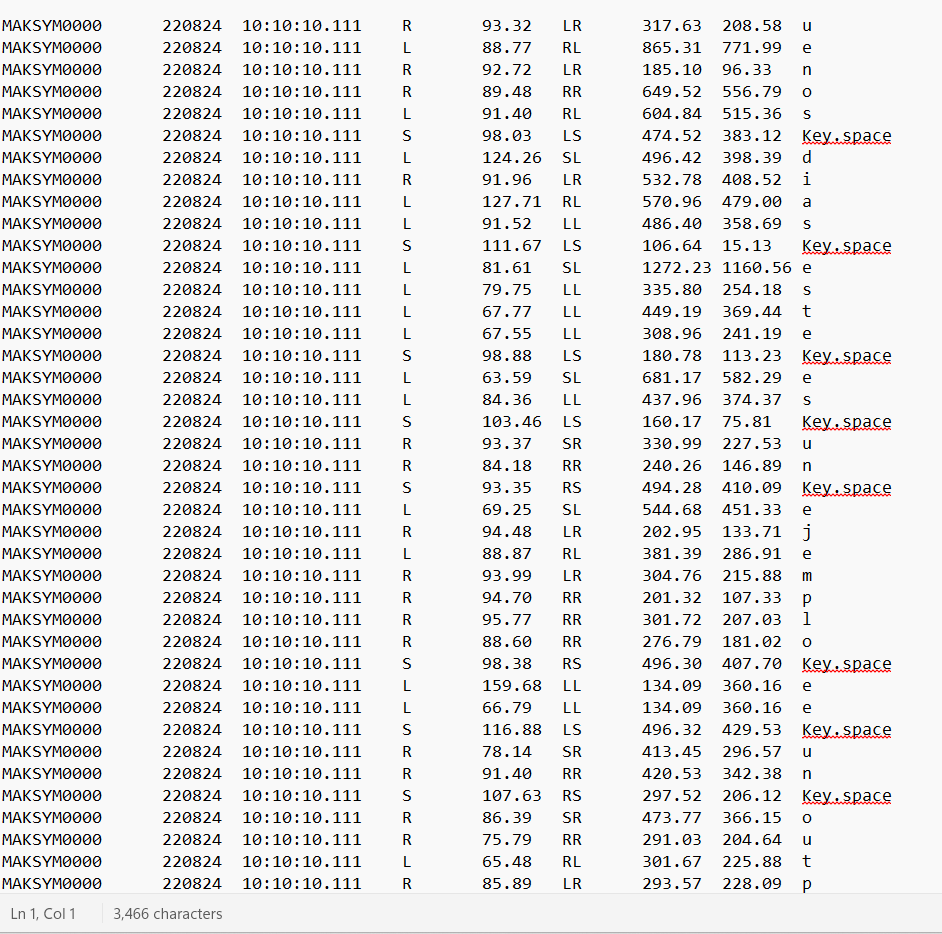 MAKSYM0000 220824 10:10:10.111 R 93.32 LR 317.63 208.58 u
MAKSYM0000 220824 10:10:10.111 L 88.77 RL 865.31 771.99 e
MAKSYM0000 220824 10:10:10.111 R 92.72 LR 185.10 96.33 n
MAKSYM0000 220824 10:10:10.111 R 89.48 RR 649.52 556.79 o
MAKSYM0000 220824 10:10:10.111 L 91.40 RL 604.84 515.36 s
MAKSYM0000 220824 10:10:10.111 S 98.03 LS 474.52 383.12 Key.space
MAKSYM0000 220824 10:10:10.111 L 124.26 SL 496.42 398.39 d
MAKSYM0000 220824 10:10:10.111 R 91.96 LR 532.78 408.52 i
MAKSYM0000 220824 10:10:10.111 L 127.71 RL 570.96 479.00 a
MAKSYM0000 220824 10:10:10.111 L 91.52 LL 486.40 358.69 s
MAKSYM0000 220824 10:10:10.111 S 111.67 LS 106.64 15.13 Key.space
MAKSYM0000 220824 10:10:10.111 L 81.61 SL 1272.23 1160.56 e
MAKSYM0000 220824 10:10:10.111 L 79.75 LL 335.80 254.18 s
MAKSYM0000 220824 10:10:10.111 L 67.77 LL 449.19 369.44 t
MAKSYM0000 220824 10:10:10.111 L 67.55 LL 308.96 241.19 e
MAKSYM0000 220824 10:10:10.111 S 98.88 LS 180.78 113.23 Key.space
MAKSYM0000 220824 10:10:10.111 L 63.59 SL 681.17 582.29 e
MAKSYM0000 220824 10:10:10.111 L 84.36 LL 437.96 374.37 s
MAKSYM0000 220824 10:10:10.111 S 103.46 LS 160.17 75.81 Key.space
MAKSYM0000 220824 10:10:10.111 R 93.37 SR 330.99 227.53 u
MAKSYM0000 220824 10:10:10.111 R 84.18 RR 240.26 146.89 n
MAKSYM0000 220824 10:10:10.111 S 93.35 RS 494.28 410.09 Key.space
MAKSYM0000 220824 10:10:10.111 L 69.25 SL 544.68 451.33 e
MAKSYM0000 220824 10:10:10.111 R 94.48 LR 202.95 133.71 j
MAKSYM0000 220824 10:10:10.111 L 88.87 RL 381.39 286.91 e
MAKSYM0000 220824 10:10:10.111 R 93.99 LR 304.76 215.88 m
MAKSYM0000 220824 10:10:10.111 R 94.70 RR 201.32 107.33 p
MAKSYM0000 220824 10:10:10.111 R 95.77 RR 301.72 207.03 l
MAKSYM0000 220824 10:10:10.111 R 88.60 RR 276.79 181.02 o
MAKSYM0000 220824 10:10:10.111 S 98.38 RS 496.30 407.70 Key.space
MAKSYM0000 220824 10:10:10.111 L 159.68 LL 134.09 360.16 e
MAKSYM0000 220824 10:10:10.111 L 66.79 LL 134.09 360.16 e
MAKSYM0000 220824 10:10:10.111 S 116.88 LS 496.32 429.53 Key.space
MAKSYM0000 220824 10:10:10.111 R 78.14 SR 413.45 296.57 u
MAKSYM0000 220824 10:10:10.111 R 91.40 RR 420.53 342.38 n
MAKSYM0000 220824 10:10:10.111 S 107.63 RS 297.52 206.12 Key.space
MAKSYM0000 220824 10:10:10.111 R 86.39 SR 473.77 366.15 o
MAKSYM0000 220824 10:10:10.111 R 75.79 RR 291.03 204.64 u
MAKSYM0000 220824 10:10:10.111 L 65.48 RL 301.67 225.88 t
MAKSYM0000 220824 10:10:10.111 R 85.89 LR 293.57 228.09 p
Ln 1, Col 1 3,466 characters